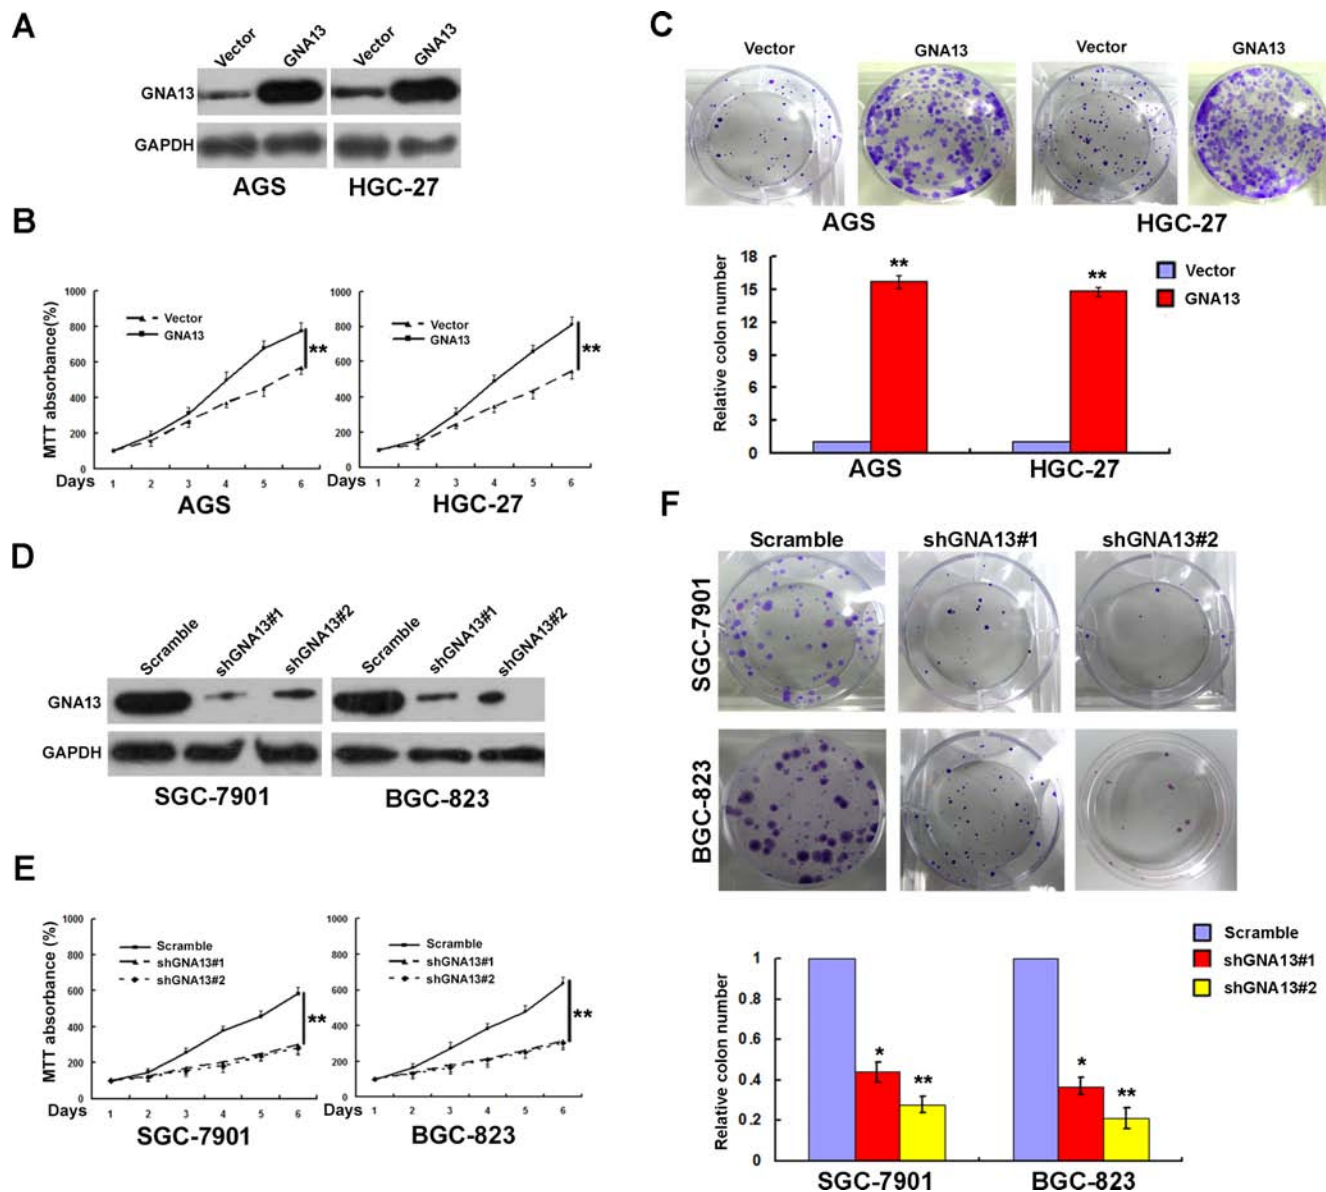 A
Vector
GNA13
Vector
GNA13
GNA13
GAPDH
AGS
HGC-27
B
MTT absorbance(%)
1000
800
600
400
200
0
Vector
GNA13
**
Days
1 2 3 4 5 6
AGS
1000
800
600
400
200
0
Vector
GNA13
**
Days
1 2 3 4 5 6
HGC-27
C
Vector
GNA13
Vector
GNA13
AGS
HGC-27
Relative colon number
18
15
12
9
6
3
0
**
**
Vector
GNA13
AGS
HGC-27
D
Scramble
shGNA13#1
shGNA13#2
Scramble
shGNA13#1
shGNA13#2
GNA13
GAPDH
SGC-7901
BGC-823
E
MTT absorbance (%)
1000
800
600
400
200
0
Scramble
shGNA13#1
shGNA13#2
**
Days
1 2 3 4 5 6
SGC-7901
1000
800
600
400
200
0
Scramble
shGNA13#1
shGNA13#2
**
Days
1 2 3 4 5 6
BGC-823
F
Scramble
shGNA13#1
shGNA13#2
SGC-7901
BGC-823
Relative colon number
1
0.8
0.6
0.4
0.2
0
*
**
*
**
Scramble
shGNA13#1
shGNA13#2
SGC-7901
BGC-823